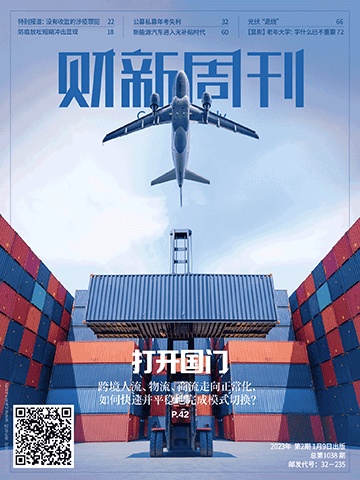 特别报道：没有收监的涉疫罪犯 22
防疫放松短期冲击显现 18
公募私募年考失利 32
新能源汽车进入无补贴时代 60
光伏“退烧” 66
【显影】老年大学：学什么已不重要 72
财新周刊
打开国门
跨境人流、物流、商流走向正常化，
如何快速并平稳地完成模式切换？
P.42
2023年 第2期 1月9日出版
总第1038期
邮发代号：32－235